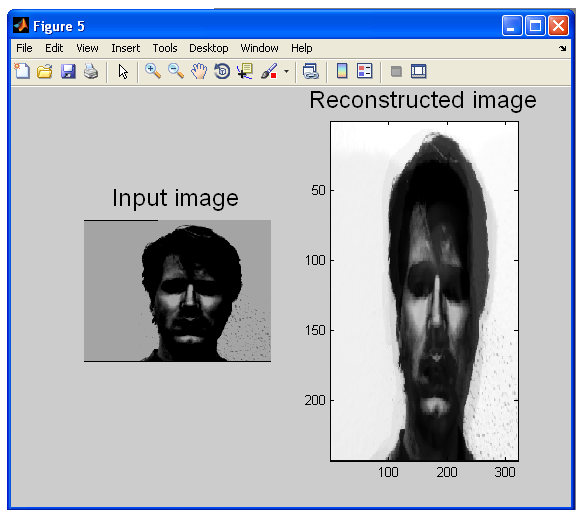 Figure 5
File Edit View Insert Tools Desktop Window Help
Reconstructed image
Input image
50
100
150
200
100 200 300